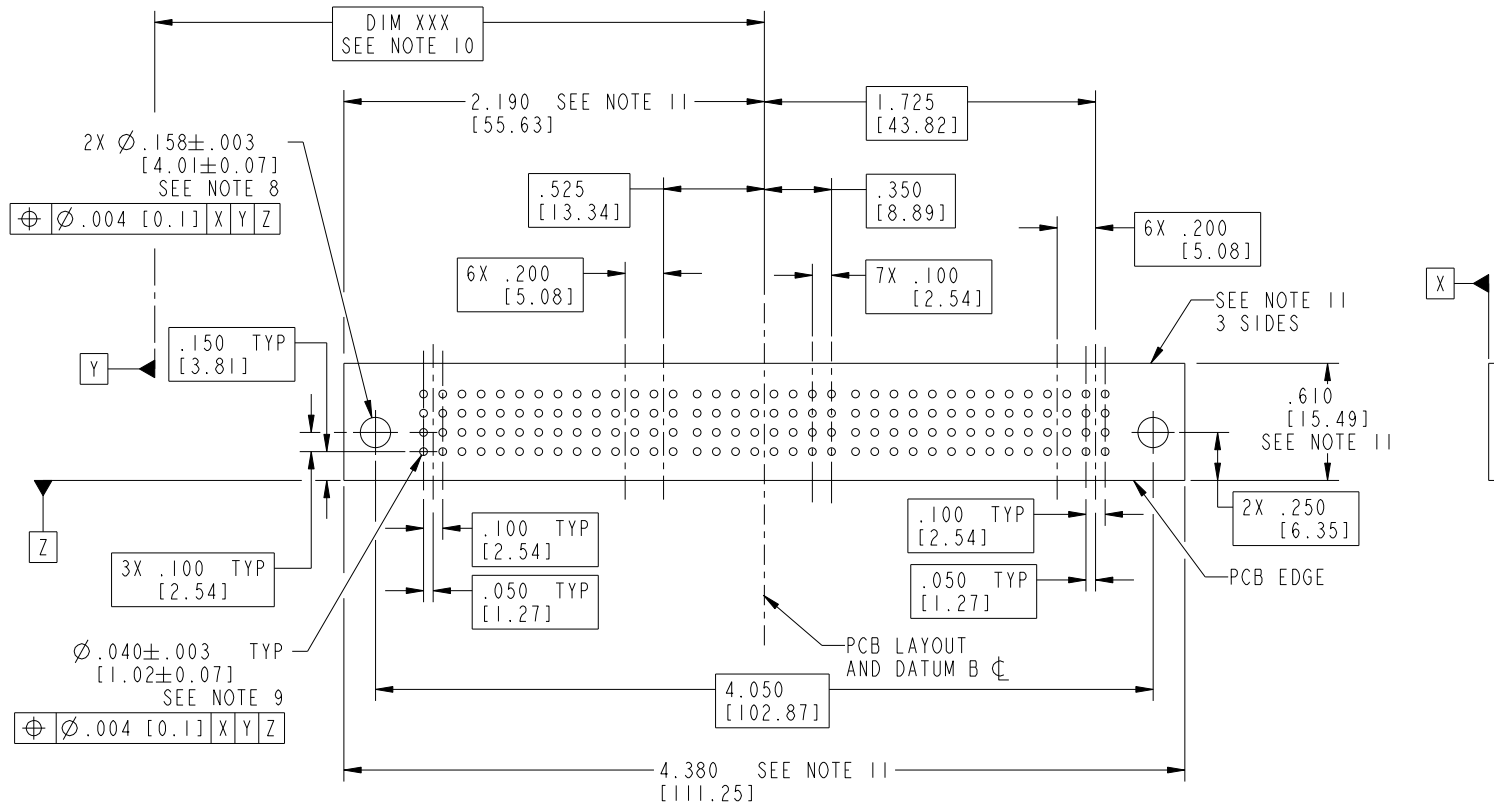 DIM XXX
SEE NOTE 10
2.190 SEE NOTE 11
[55.63]
1.725
[43.82]
2X Ø.158±.003
[4.01±0.07]
SEE NOTE 8
⌖ Ø.004 [0.1] X Y Z
.525
[13.34]
.350
[8.89]
6X .200
[5.08]
6X .200
[5.08]
7X .100
[2.54]
X
SEE NOTE 11
3 SIDES
.150 TYP
[3.81]
Y
.610
[15.49]
SEE NOTE 11
Z
2X .250
[6.35]
.100 TYP
[2.54]
.100 TYP
[2.54]
3X .100 TYP
[2.54]
.050 TYP
[1.27]
.050 TYP
[1.27]
PCB EDGE
Ø.040±.003 TYP
[1.02±0.07]
SEE NOTE 9
⌖ Ø.004 [0.1] X Y Z
PCB LAYOUT
AND DATUM B ℄
4.050
[102.87]
4.380 SEE NOTE 11
[111.25]